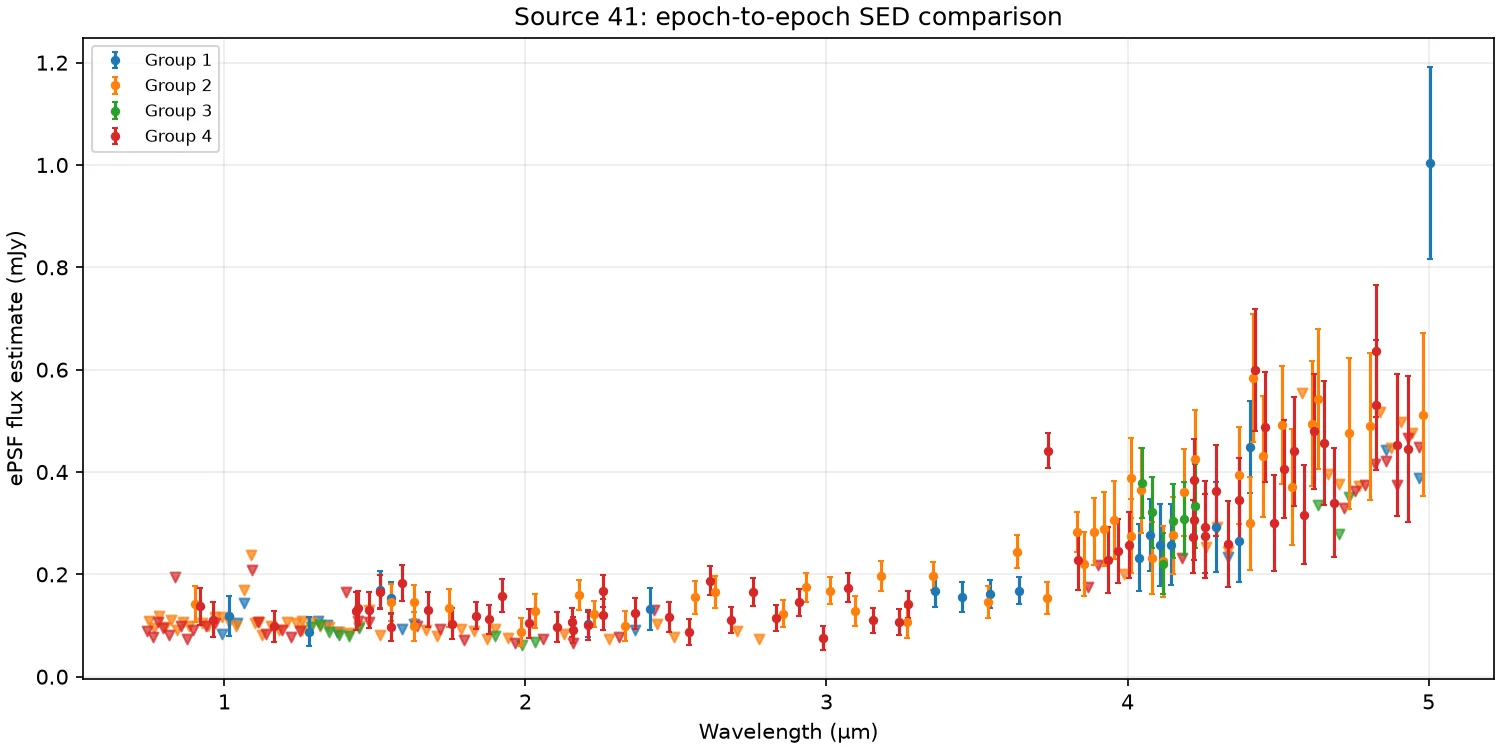 Source 41: epoch-to-epoch SED comparison
ePSF flux estimate (mJy)
1.2
1.0
0.8
0.6
0.4
0.2
0.0
Group 1
Group 2
Group 3
Group 4
1 2 3 4 5
Wavelength (μm)